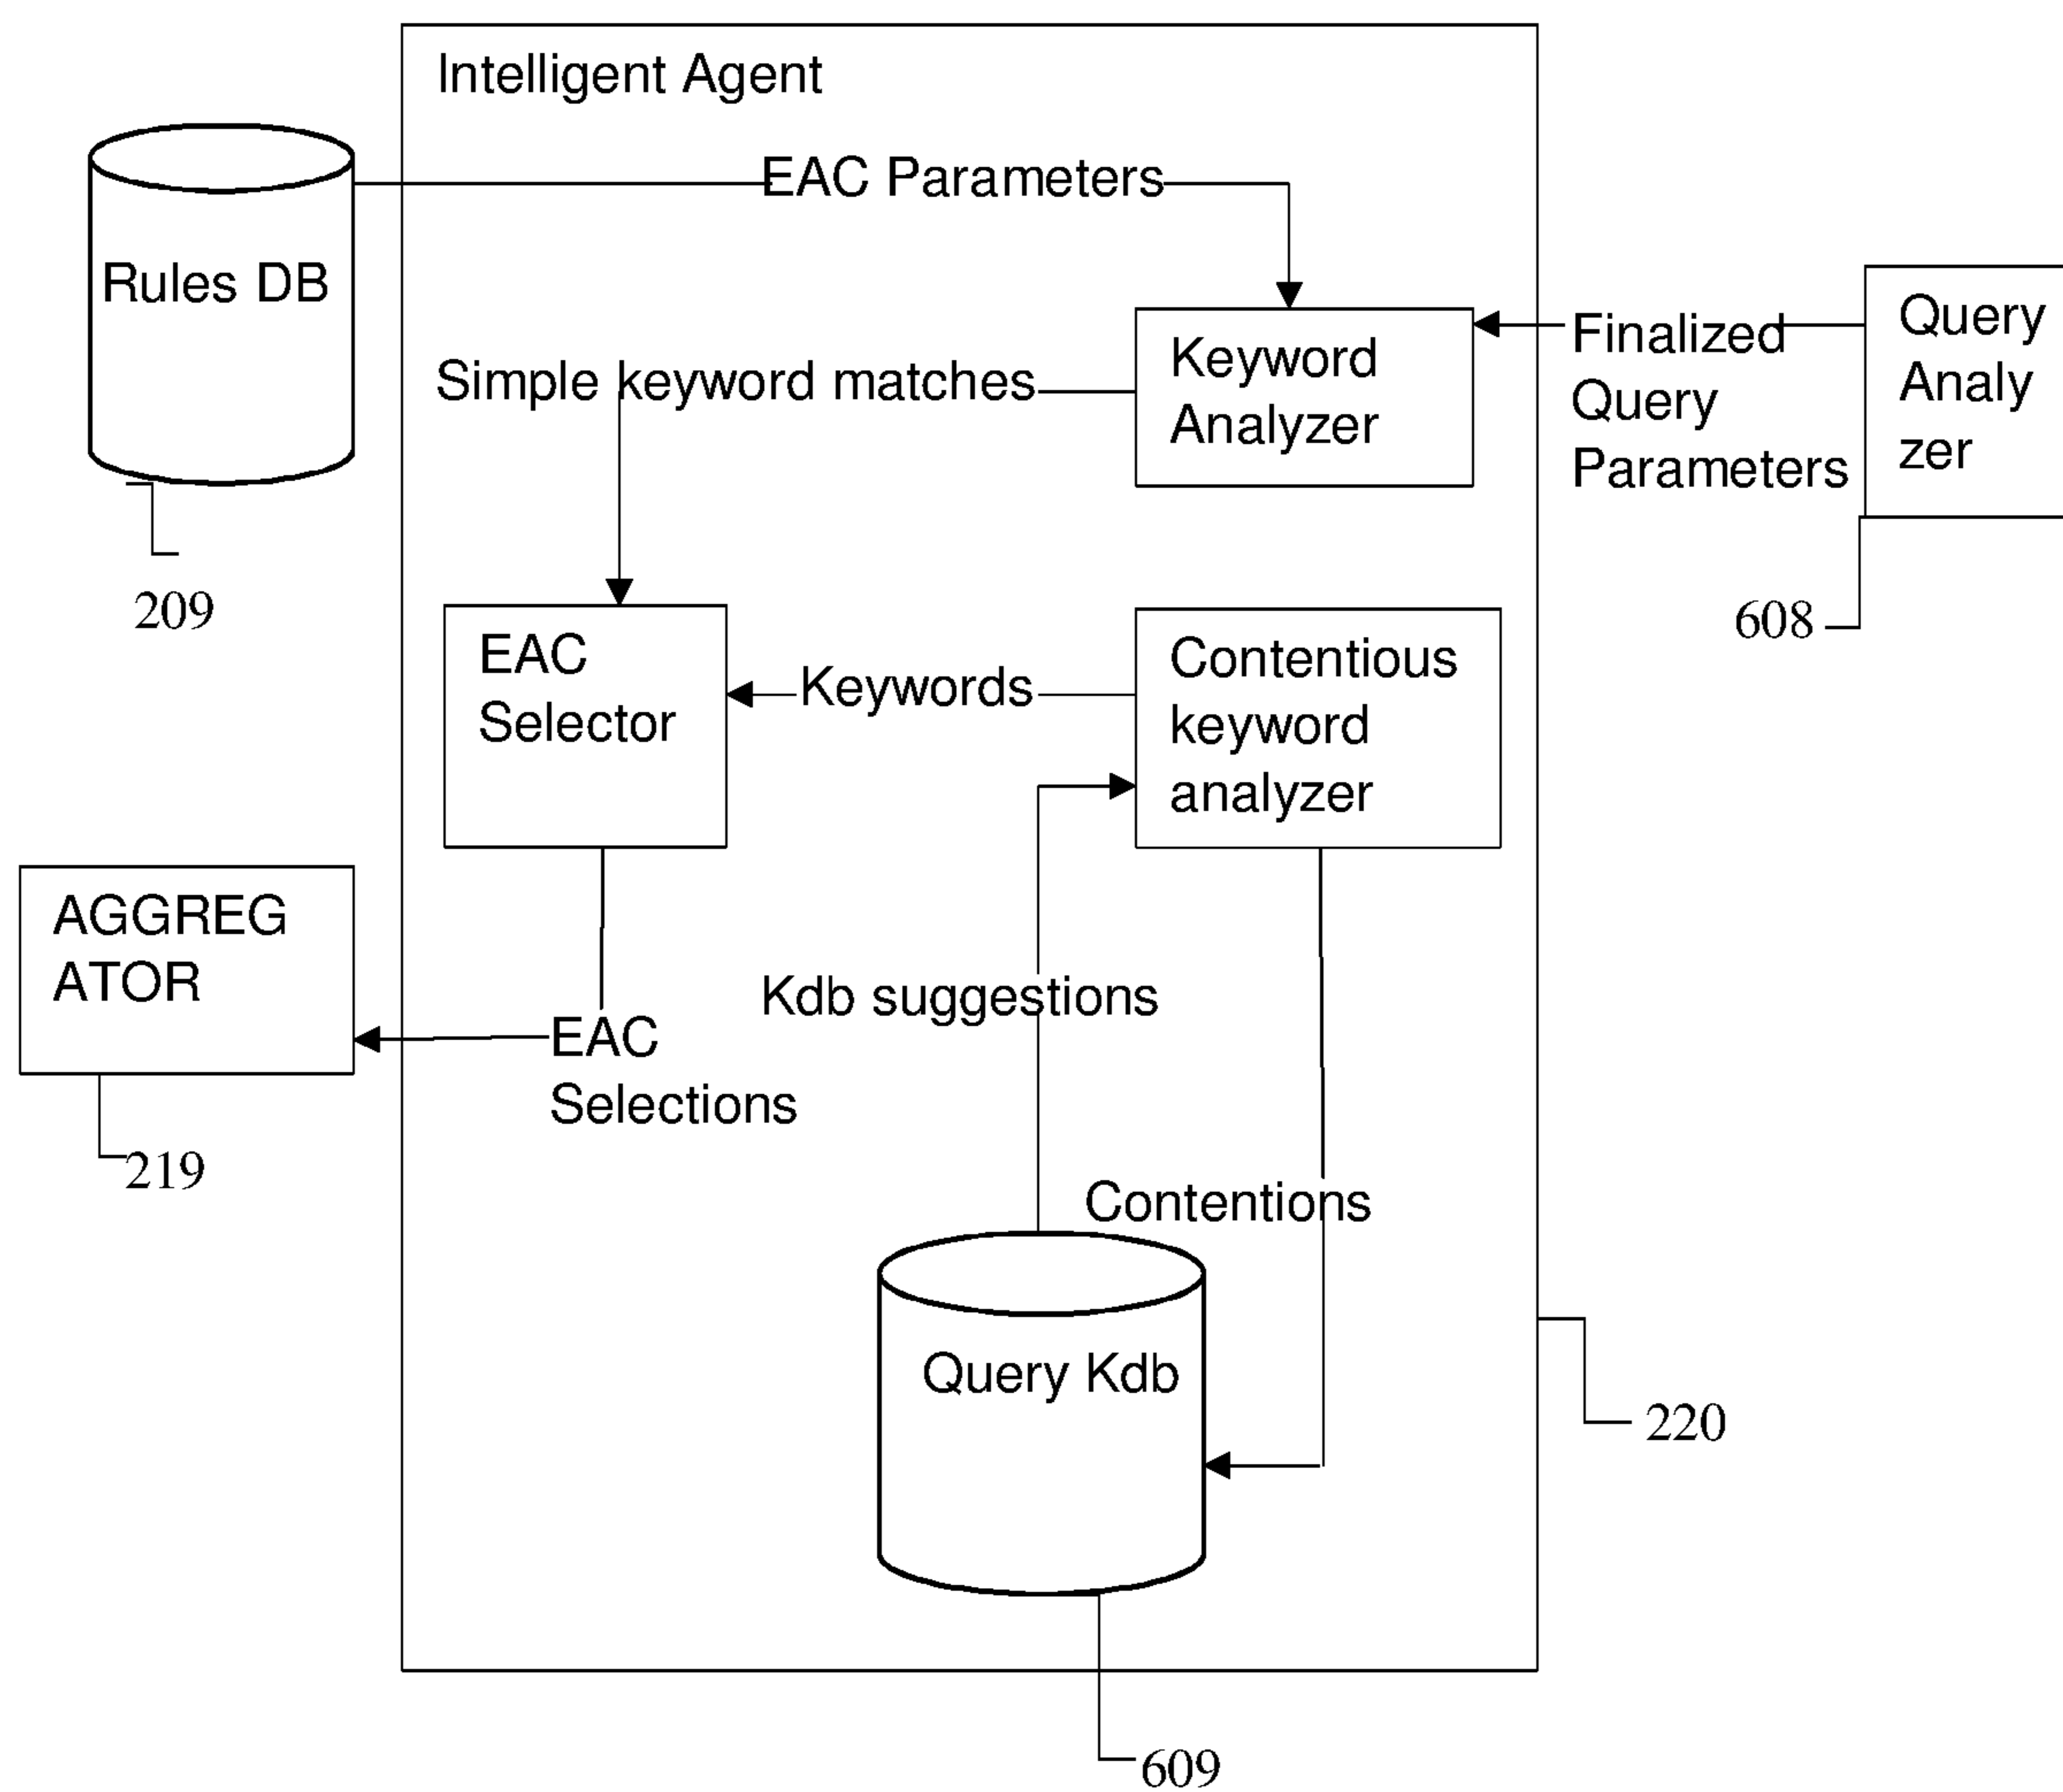 Intelligent Agent
EAC Parameters
Rules DB
209
Simple keyword matches
Keyword
Analyzer
Finalized
Query
Parameters
Query
Analy
zer
608
EAC
Selector
Keywords
Contentious
keyword
analyzer
AGGREG
ATOR
219
EAC
Selections
Kdb suggestions
Contentions
Query Kdb
220
609